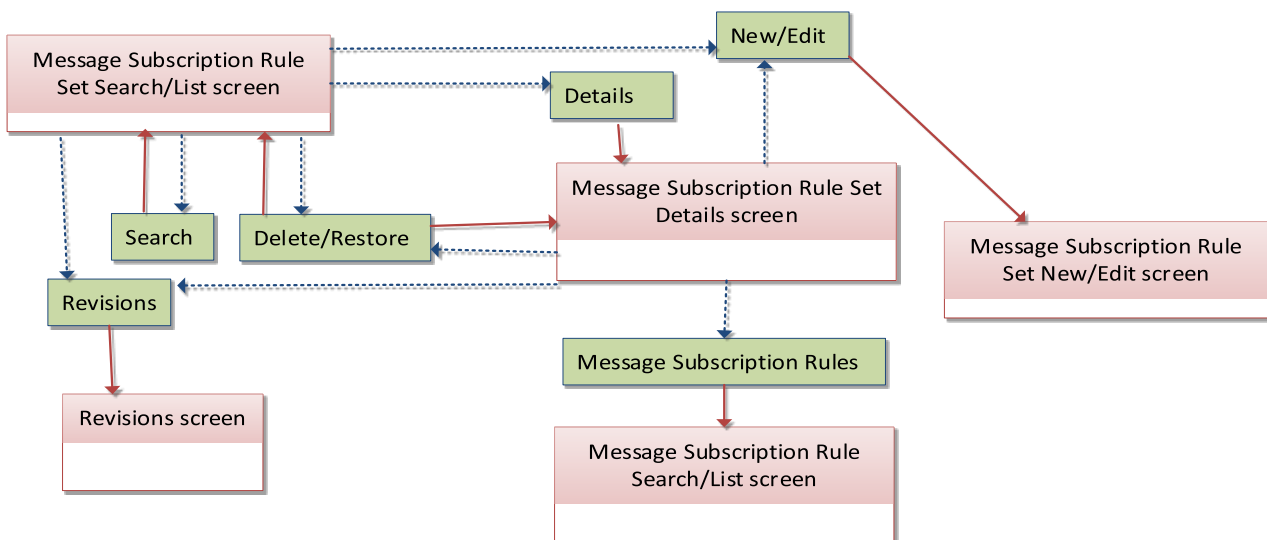 New/Edit
Message Subscription Rule
Set Search/List screen
Details
Message Subscription Rule Set
Details screen
Search
Delete/Restore
Message Subscription Rule
Set New/Edit screen
Revisions
Message Subscription Rules
Revisions screen
Message Subscription Rule
Search/List screen